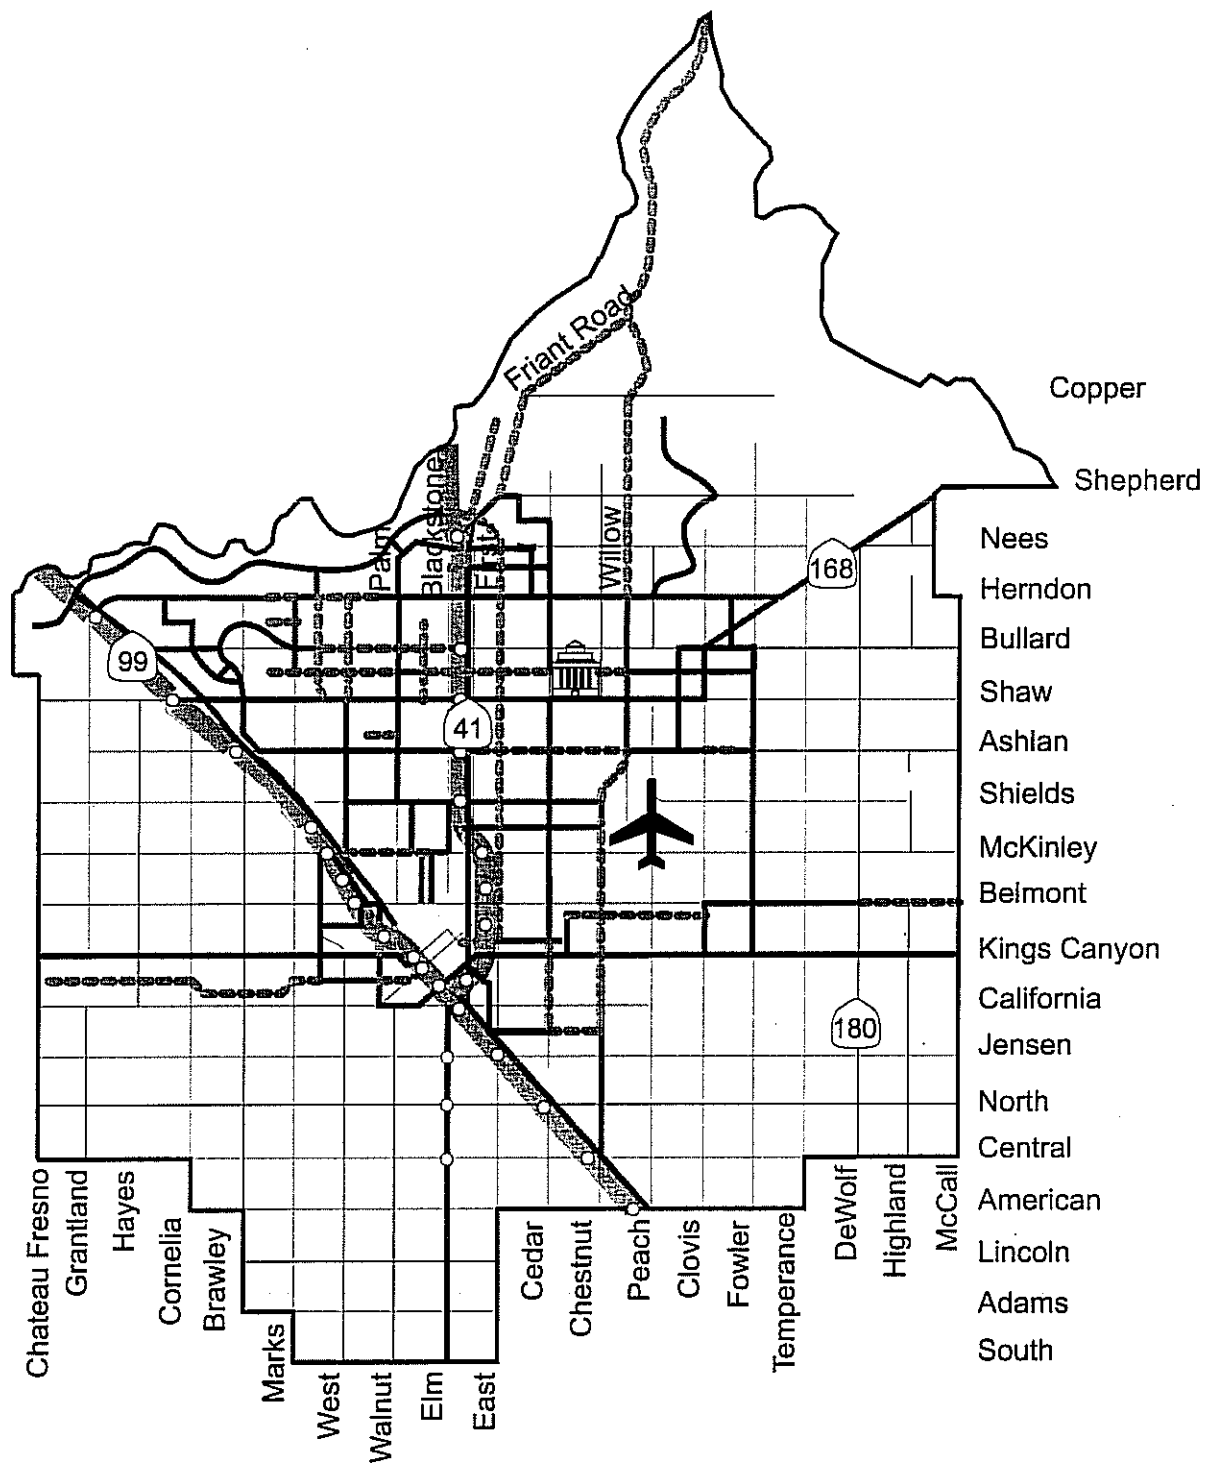 Friant Road
Copper
Shepherd
Palm
Blackstone
First
Willow
Nees
168
Herndon
Bullard
99
Shaw
41
Ashlan
Shields
McKinley
Belmont
Kings Canyon
California
180
Jensen
North
Central
American
Lincoln
Adams
South
Chateau Fresno
Grantland
Hayes
Cornelia
Brawley
Marks
West
Walnut
Elm
East
Cedar
Chestnut
Peach
Clovis
Fowler
Temperance
DeWolf
Highland
McCall